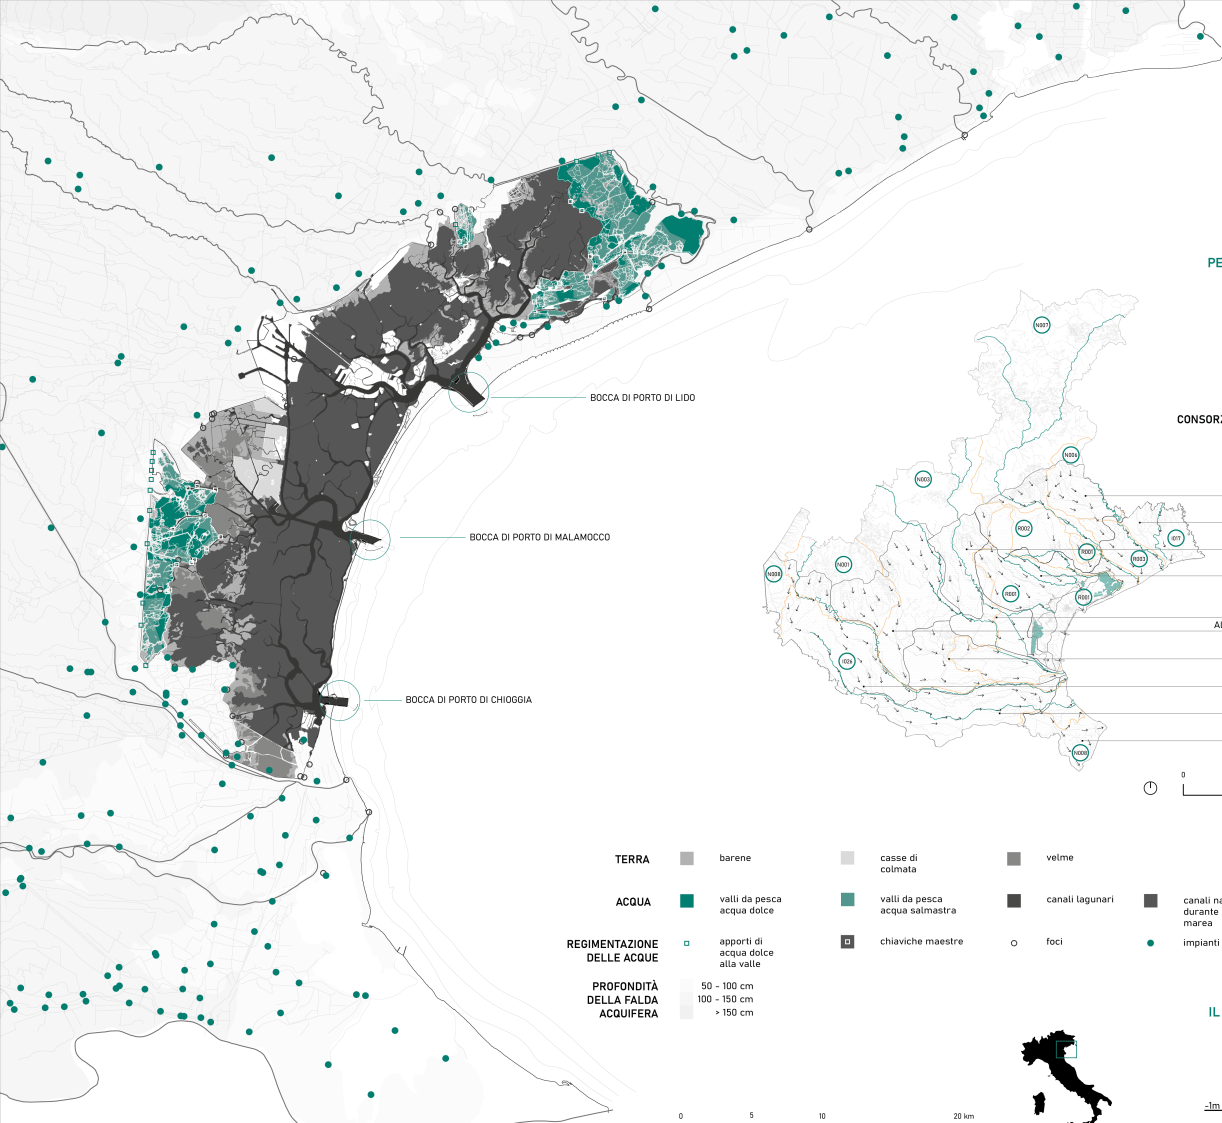 PE
N007
BOCCA DI PORTO DI LIDO
CONSORZ
N006
N003
R002
I017
BOCCA DI PORTO DI MALAMOCCO
R001
R003
N001
N008
R001
R001
AL
I026
BOCCA DI PORTO DI CHIOGGIA
N008
0
TERRA
barene
casse di
colmata
velme
ACQUA
valli da pesca
acqua dolce
valli da pesca
acqua salmastra
canali lagunari
canali na
durante
marea
REGIMENTAZIONE
DELLE ACQUE
apporti di
acqua dolce
alla valle
chiaviche maestre
foci
impianti
PROFONDITÀ
DELLA FALDA
ACQUIFERA
50 - 100 cm
100 - 150 cm
> 150 cm
IL
0
5
10
20 km
-1m